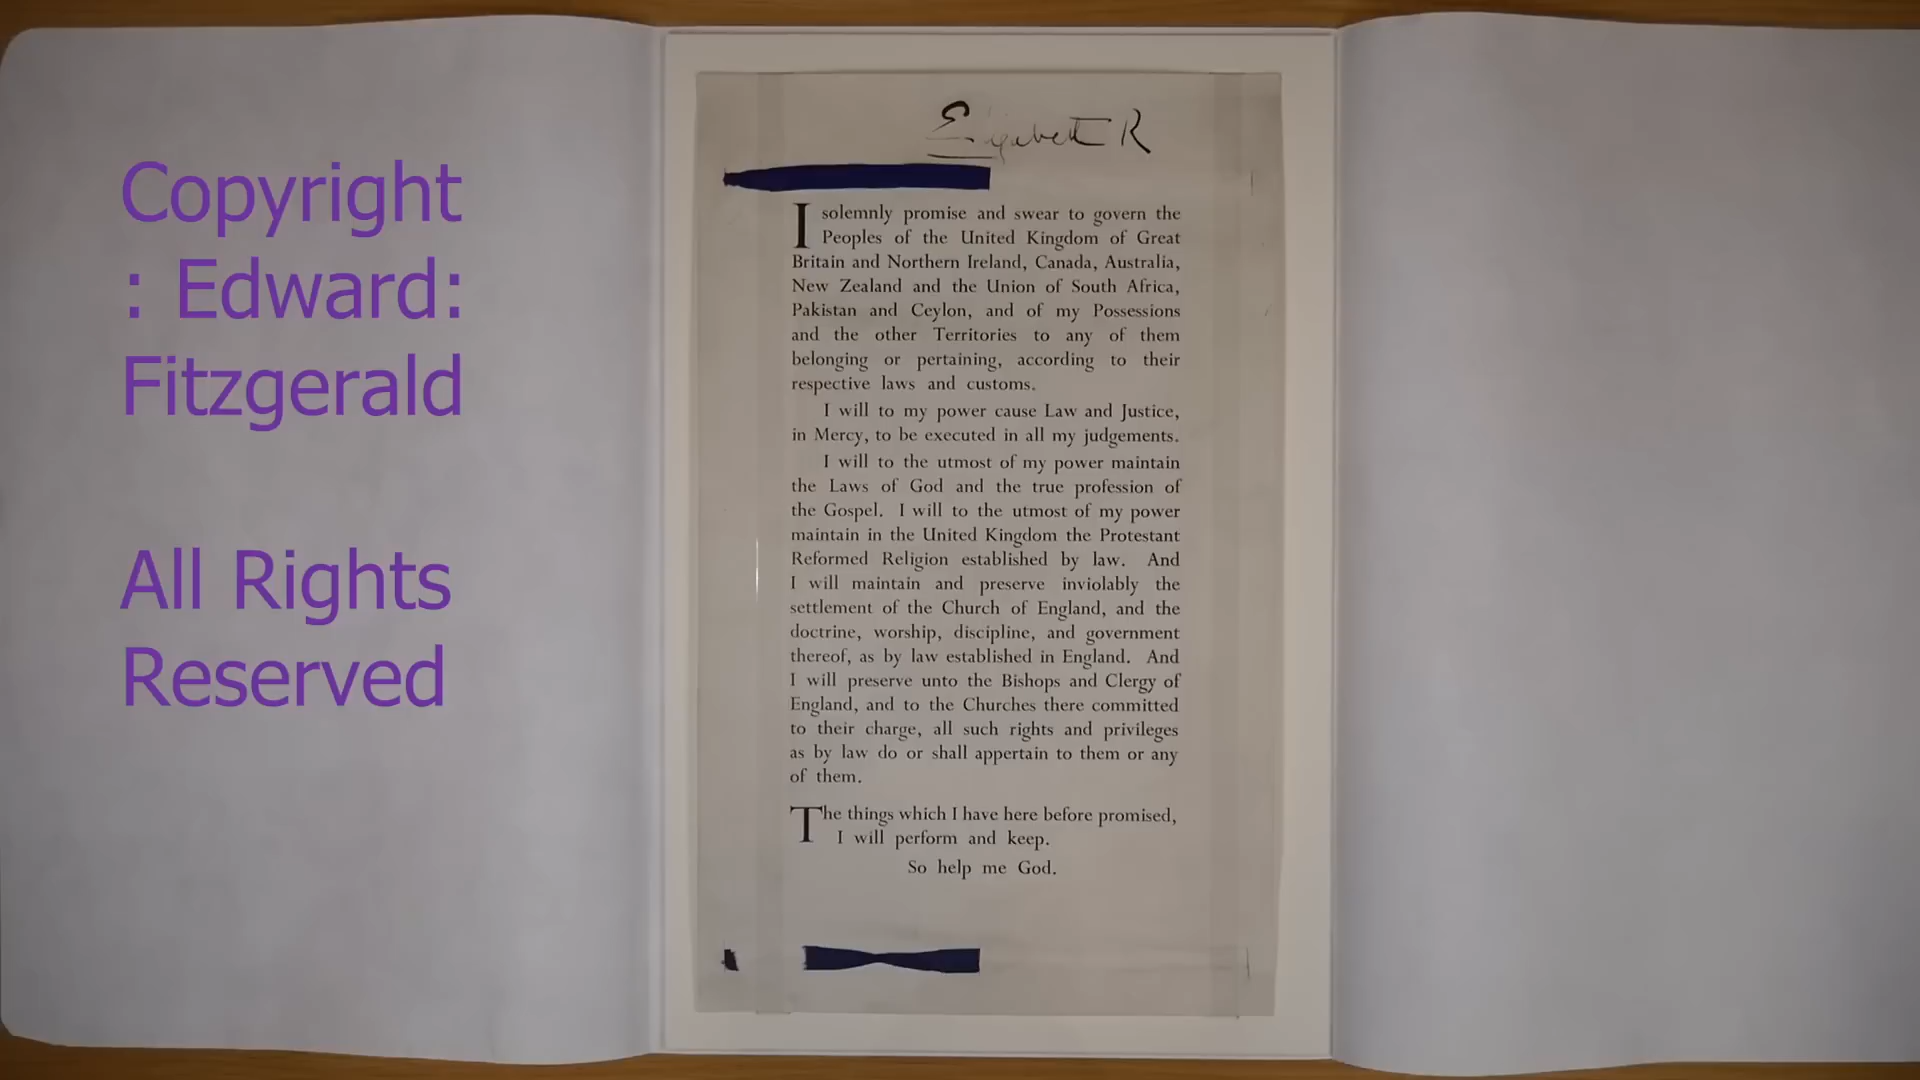 Copyright
: Edward:
Fitzgerald
All Rights
Reserved
Elizabeth R
I solemnly promise and swear to govern the
Peoples of the United Kingdom of Great
Britain and Northern Ireland, Canada, Australia,
New Zealand and the Union of South Africa,
Pakistan and Ceylon, and of my Possessions
and the other Territories to any of them
belonging or pertaining, according to their
respective laws and customs.
I will to my power cause Law and Justice,
in Mercy, to be executed in all my judgements.
I will to the utmost of my power maintain
the Laws of God and the true profession of
the Gospel. I will to the utmost of my power
maintain in the United Kingdom the Protestant
Reformed Religion established by law. And
I will maintain and preserve inviolably the
settlement of the Church of England, and the
doctrine, worship, discipline, and government
thereof, as by law established in England. And
I will preserve unto the Bishops and Clergy of
England, and to the Churches there committed
to their charge, all such rights and privileges
as by law do or shall appertain to them or any
of them.
The things which I have here before promised,
I will perform and keep.
So help me God.